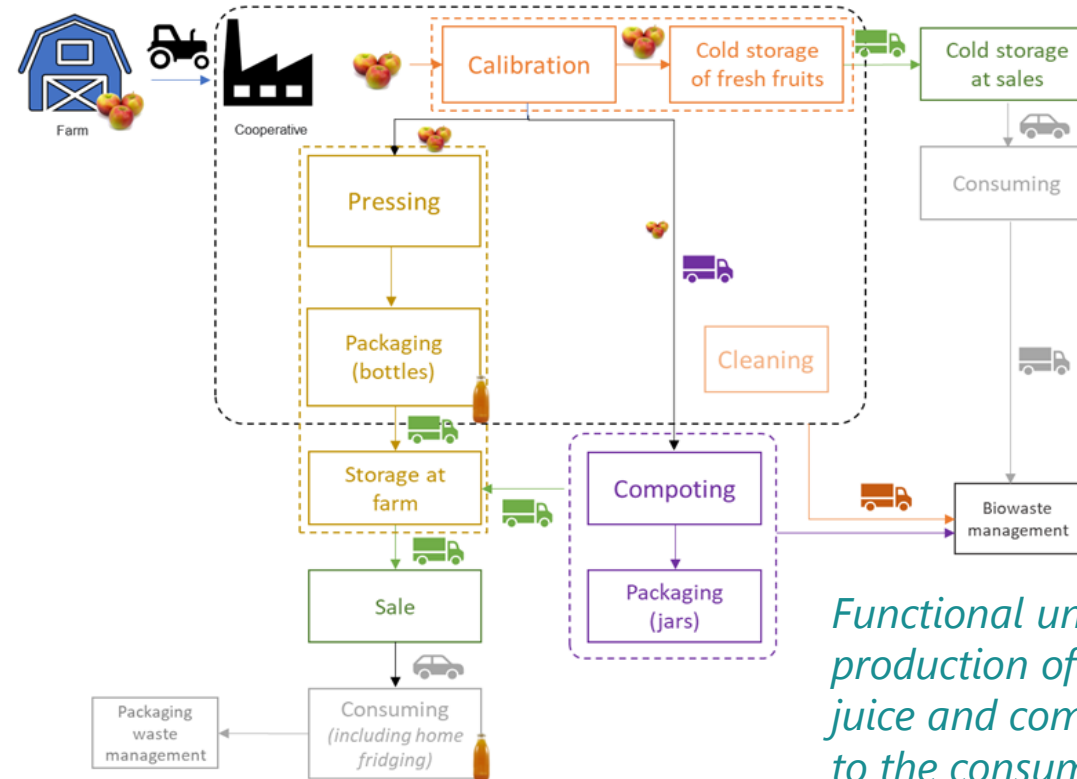 Farm
Cooperative
Calibration
Cold storage
of fresh fruits
Cold storage
at sales
Consuming
Pressing
Packaging
(bottles)
Cleaning
Storage at
farm
Compoting
Biowaste
management
Sale
Packaging
(jars)
Packaging
waste
management
Consuming
(including home
fridging)
Functional un
production of
juice and com
to the consum